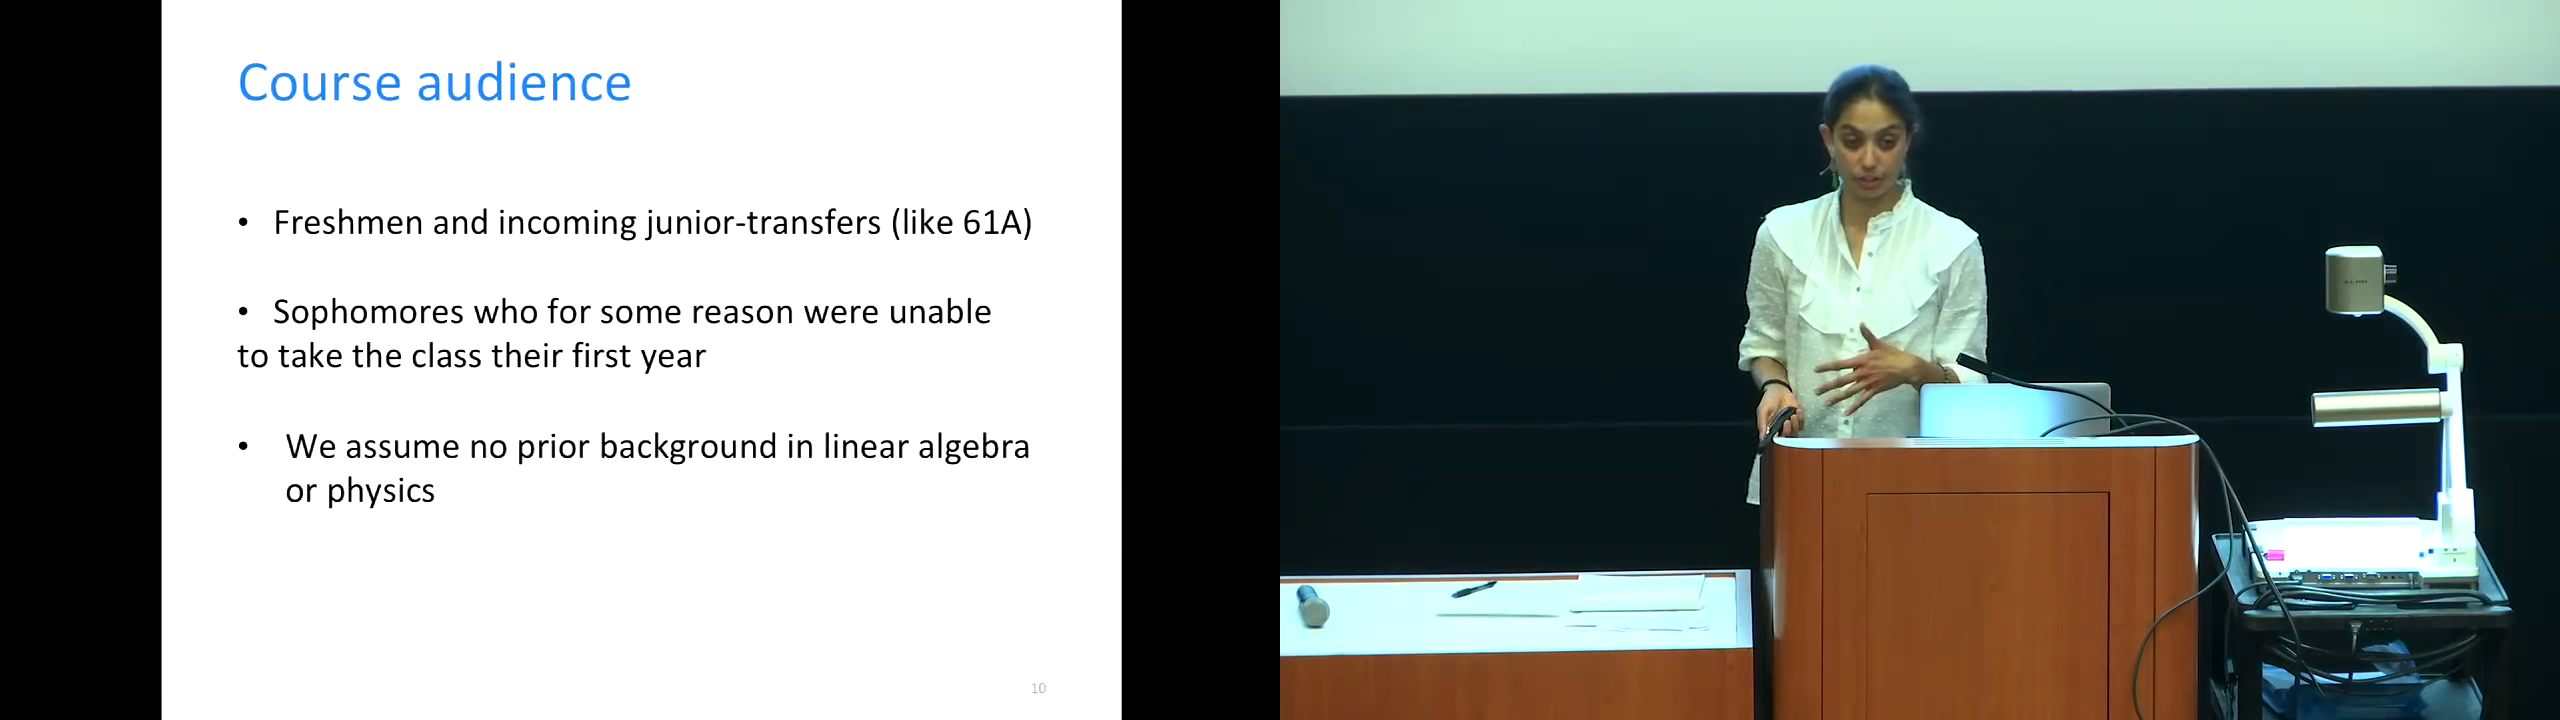 Course audience
• Freshmen and incoming junior-transfers (like 61A)
• Sophomores who for some reason were unable
to take the class their first year
• We assume no prior background in linear algebra
or physics
10